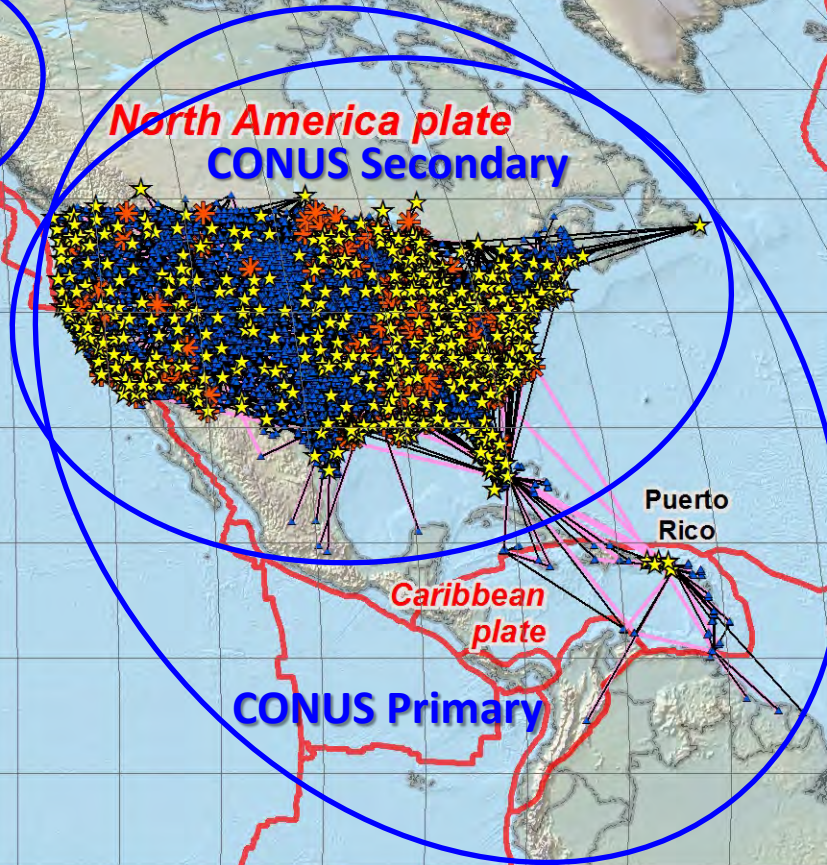 North America plate
CONUS Secondary
Puerto
Rico
Caribbean
plate
CONUS Primary